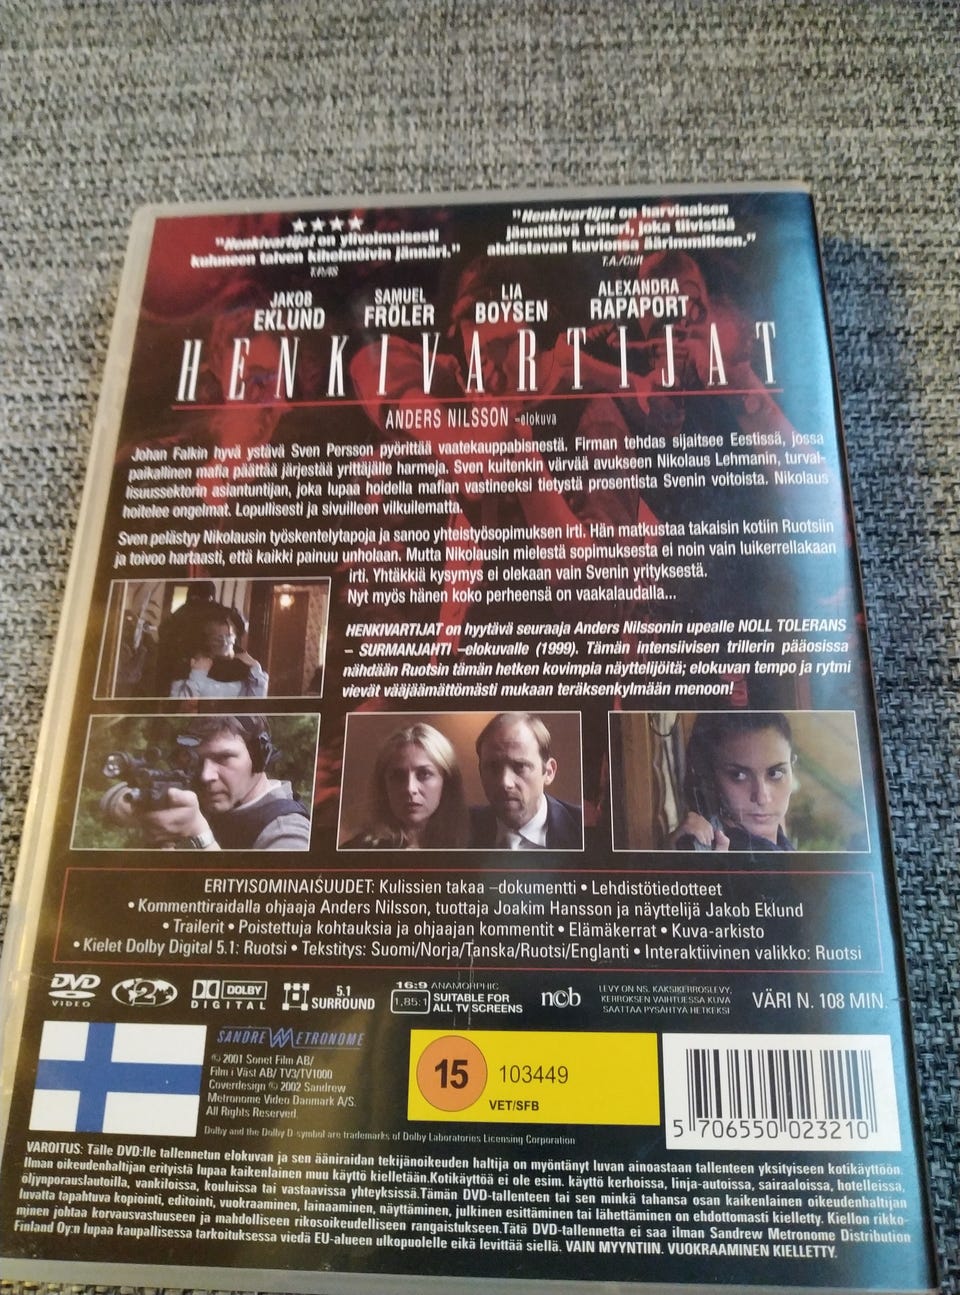 ★★★★
"Henkivartijat on ylivoimaisesti
kuluneen talven kihelmöivin jännäri."
"Henkivartijat on harvinaisen
jännittävä trilleri, joka tiivistä
ahdistavan kuvionsa äärimmilleen."
T.A./Cult
JAKOB EKLUND
SAMUEL FRÖLER
LIA BOYSEN
ALEXANDRA RAPAPORT
HENKIVARTIJAT
ANDERS NILSSON –elokuva
Johan Falkin hyvä ystävä Sven Persson pyörittää vaatekauppabisnestä. Firman tehdas sijaitsee Eestissä, jossa
paikallinen mafia päättää järjestää yrittäjälle harmeja. Sven kuitenkin värvää avukseen Nikolaus Lehmanin, turval-
lisuussektorin asiantuntijan, joka lupaa hoidella mafian vastineeksi tietystä prosentista Svenin voitoista. Nikolaus
hoitelee ongelmat. Lopullisesti ja sivuilleen vilkuilematta.
Sven pelästyy Nikolausin työskentelytapoja ja sanoo yhteistyösopimuksen irti. Hän matkustaa takaisin kotiin Ruotsiin
ja toivoo hartaasti, että kaikki painuu unholaan. Mutta Nikolausin mielestä sopimuksesta ei noin vain luikerrellakaan
irti. Yhtäkkiä kysymys ei olekaan vain Svenin yrityksestä.
Nyt myös hänen koko perheensä on vaakalaudalla...
HENKIVARTIJAT on hyytävä seuraaja Anders Nilssonin upealle NOLL TOLERANS
– SURMANJAHTI –elokuvalle (1999). Tämän intensiivisen trillerin pääosissa
nähdään Ruotsin tämän hetken kovimpia näyttelijöitä; elokuvan tempo ja rytmi
vievät vääjäämättömästi mukaan teräksenkylmään menoon!
ERITYISOMINAISUUDET: Kulissien takaa –dokumentti • Lehdistötiedotteet
• Kommenttiraidalla ohjaaja Anders Nilsson, tuottaja Joakim Hansson ja näyttelijä Jakob Eklund
• Trailerit • Poistettuja kohtauksia ja ohjaajan kommentit • Elämäkerrat • Kuva-arkisto
• Kielet Dolby Digital 5.1: Ruotsi • Tekstitys: Suomi/Norja/Tanska/Ruotsi/Englanti • Interaktiivinen valikko: Ruotsi
DVD VIDEO
2
DOLBY DIGITAL
5.1 SURROUND
16:9 ANAMORPHIC
1.85:1 SUITABLE FOR ALL TV SCREENS
ncb
LEVY ON NS. KAKSIKERROSLEVY,
KERROKSEN VAIHTUESSA KUVA
SAATTAA PYSÄHTYÄ HETKEKSI
VÄRI N. 108 MIN.
SANDREW METRONOME
© 2001 Sonet Film AB/
Film i Väst AB/ TV3/TV1000
Coverdesign © 2002 Sandrew
Metronome Video Danmark A/S.
All Rights Reserved.
Dolby and the Dolby D-symbol are trademarks of Dolby Laboratories Licensing Corporation
15
103449
VET/SFB
5 706550 023210
VAROITUS: Tälle DVD:lle tallennetun elokuvan ja sen ääniraidan tekijänoikeuden haltija on myöntänyt luvan ainoastaan tallenteen yksityiseen kotikäyttöön.
Ilman oikeudenhaltijan erityistä lupaa kaikenlainen muu käyttö kielletään.Kotikäyttöä ei ole esim. käyttö kerhoissa, linja-autoissa, sairaaloissa, hotelleissa,
öljynporauslautoilla, vankiloissa, kouluissa tai vastaavissa yhteyksissä.Tämän DVD-tallenteen tai sen minkä tahansa osan kaikenlainen oikeudenhaltijan
luvatta tapahtuva kopiointi, editointi, vuokraaminen, lainaaminen, näyttäminen, julkinen esittäminen tai lähettäminen on ehdottomasti kielletty. Kiellon rikko-
minen johtaa korvausvastuuseen ja mahdolliseen rikosoikeudelliseen rangaistukseen.Tätä DVD-tallennetta ei saa ilman Sandrew Metronome Distribution
Finland Oy:n lupaa kaupallisessa tarkoituksessa viedä EU-alueen ulkopuolelle eikä levittää siellä. VAIN MYYNTIIN. VUOKRAAMINEN KIELLETTY.